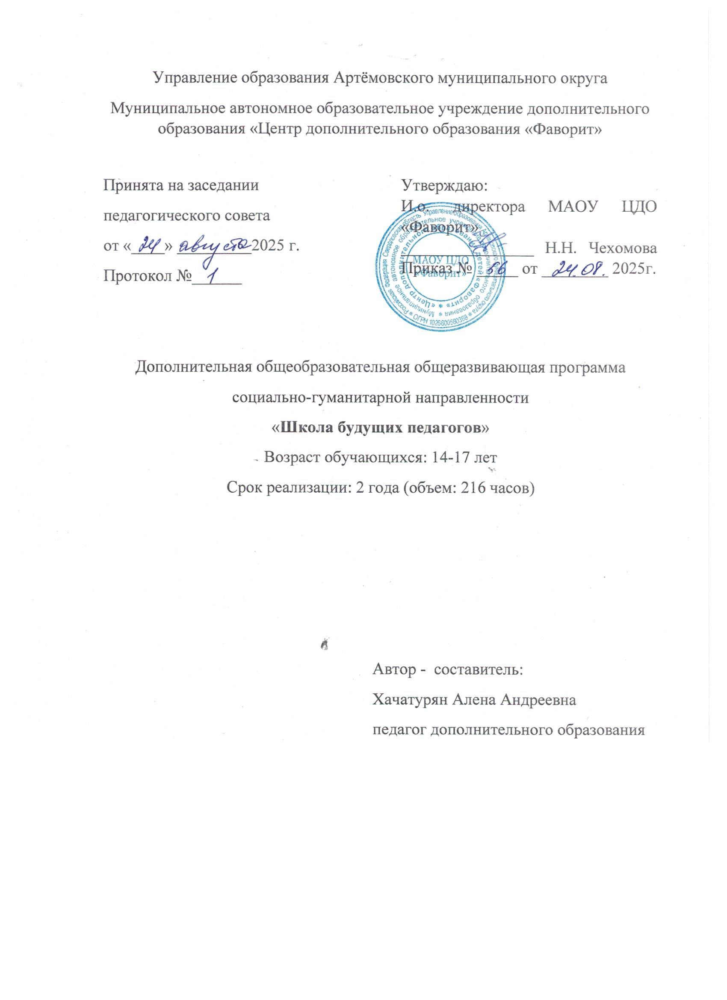 Управление образования Артёмовского муниципального округа
Муниципальное автономное образовательное учреждение дополнительного
образования «Центр дополнительного образования «Фаворит»
Принята на заседании
педагогического совета
от «24» августа 2025 г.
Протокол № 1
Утверждаю:
И.о. директора МАОУ ЦДО
«Фаворит»
Н.Н. Чехомова
Приказ № 56 от 24.08. 2025г.
Российская Федерация Свердловская область Управление образования Артемовского муниципального округа * ОГРН 1026600580368 *
Муниципальное автономное образовательное учреждение дополнительного образования *
«Центр дополнительного образования детей «Фаворит» *
МАОУ ЦДО
«Фаворит»
Дополнительная общеобразовательная общеразвивающая программа
социально-гуманитарной направленности
«Школа будущих педагогов»
Возраст обучающихся: 14-17 лет
Срок реализации: 2 года (объем: 216 часов)
Автор - составитель:
Хачатурян Алена Андреевна
педагог дополнительного образования